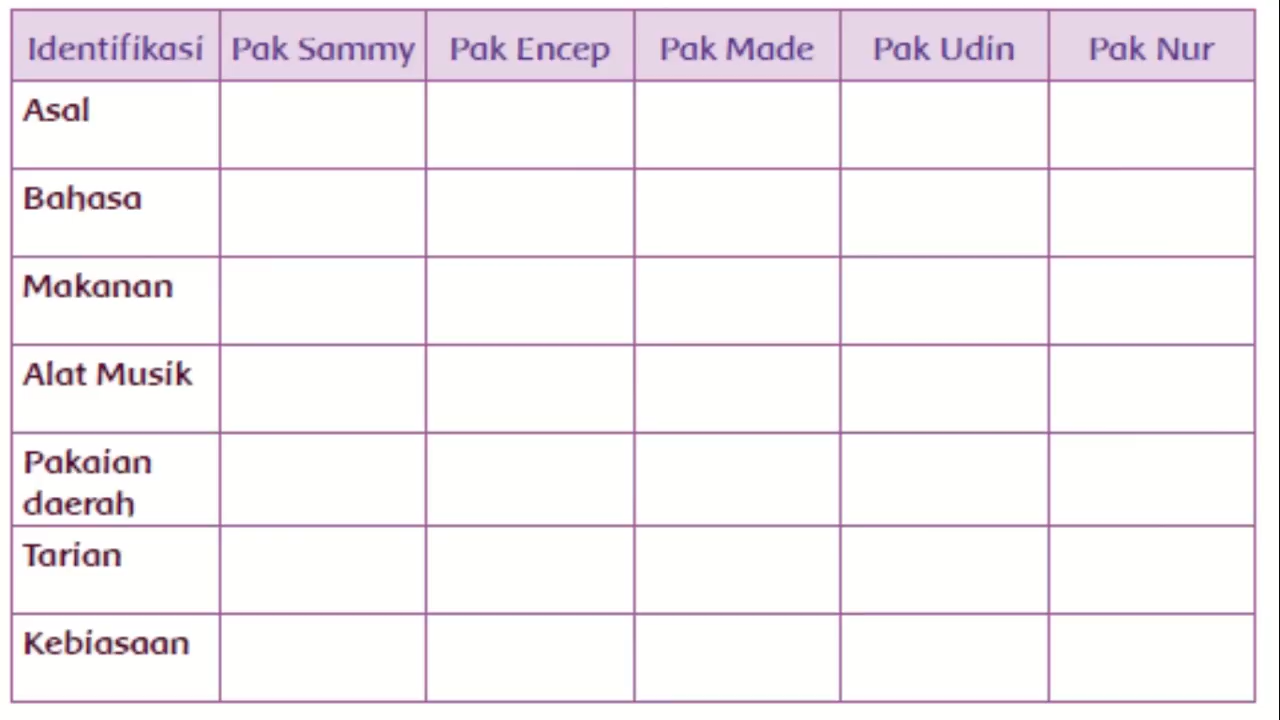 Identifikasi Pak Sammy Pak Encep Pak Made Pak Udin Pak Nur
Asal
Bahasa
Makanan
Alat Musik
Pakaian
daerah
Tarian
Kebiasaan